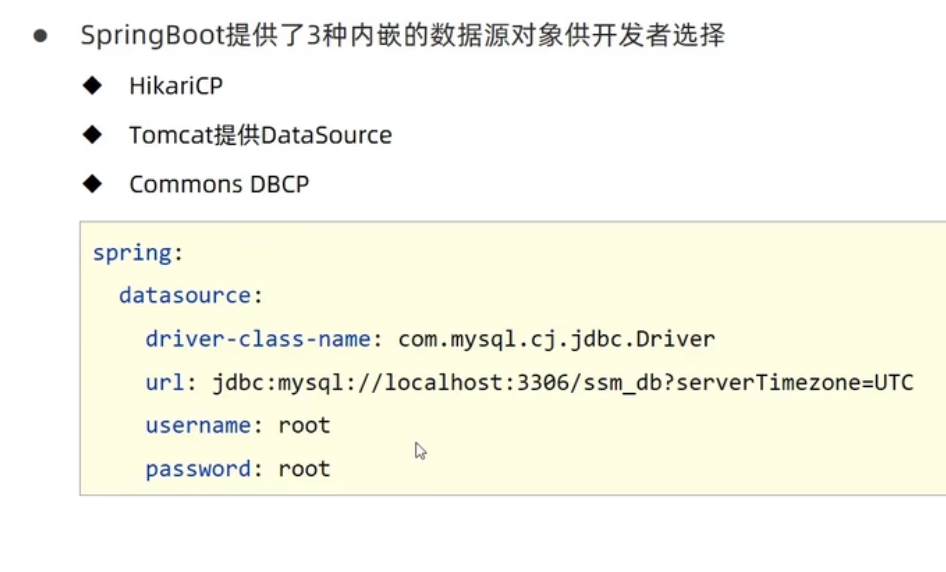 SpringBoot提供了3种内嵌的数据源对象供开发者选择
HikariCP
Tomcat提供DataSource
Commons DBCP
spring:
  datasource:
    driver-class-name: com.mysql.cj.jdbc.Driver
    url: jdbc:mysql://localhost:3306/ssm_db?serverTimezone=UTC
    username: root
    password: root